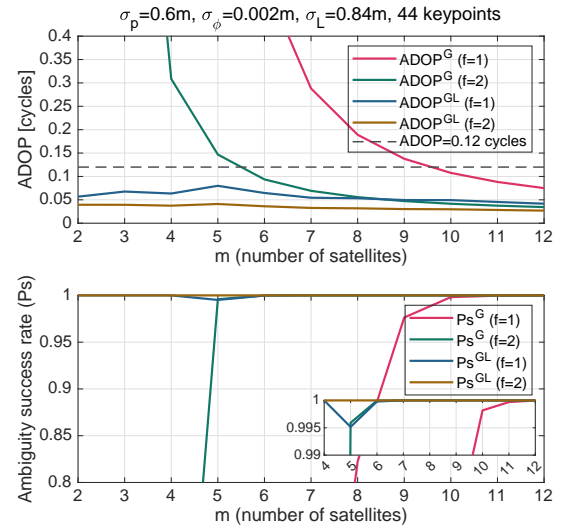 σp=0.6m, σϕ=0.002m, σL=0.84m, 44 keypoints
0.4
0.35
0.3
0.25
0.2
0.15
0.1
0.05
0
ADOP [cycles]
ADOP^G (f=1)
ADOP^G (f=2)
ADOP^GL (f=1)
ADOP^GL (f=2)
ADOP=0.12 cycles
2 3 4 5 6 7 8 9 10 11 12
m (number of satellites)
1
0.95
0.9
0.85
0.8
Ambiguity success rate (Ps)
Ps^G (f=1)
Ps^G (f=2)
Ps^GL (f=1)
Ps^GL (f=2)
1
0.995
0.99
4 5 6 7 8 9 10 11 12
2 3 4 5 6 7 8 9 10 11 12
m (number of satellites)